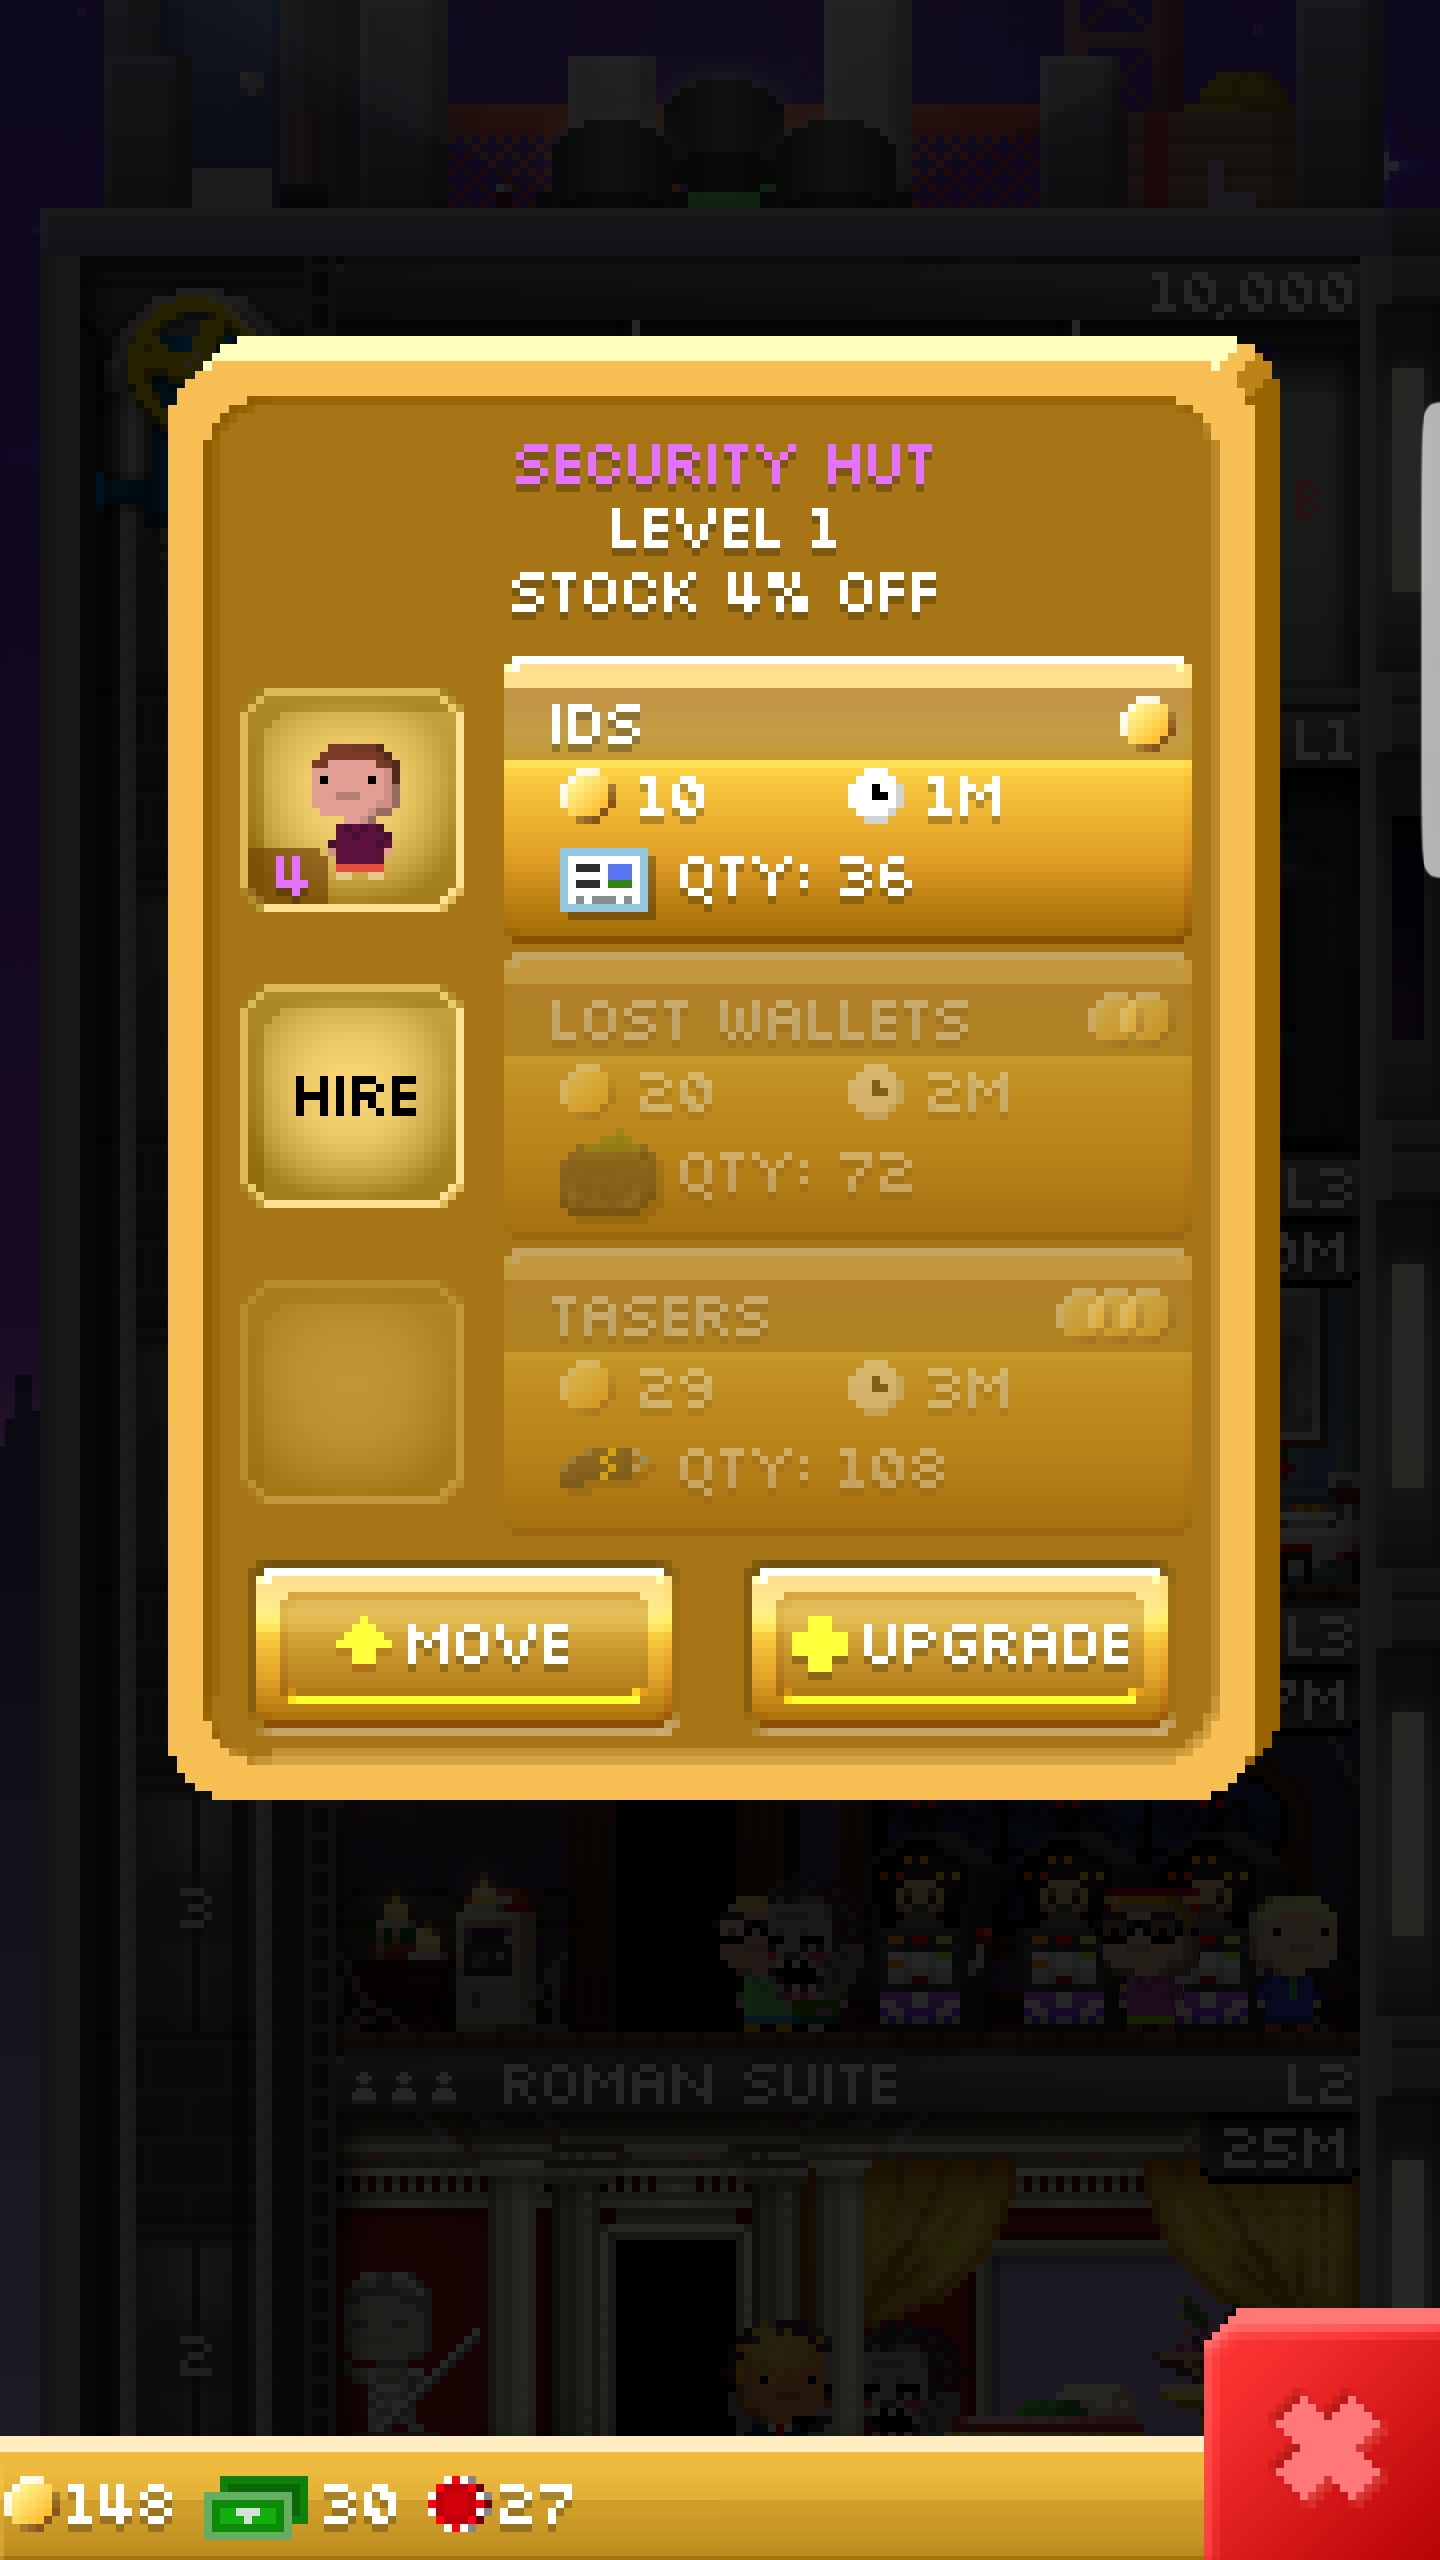 10,000
SECURITY HUT
LEVEL 1
STOCK 4% OFF
B
IDS
L1
10 1M
4
QTY: 36
LOST WALLETS
HIRE
20 2M
QTY: 72
L3
TASERS
29 3M
QTY: 108
MOVE
UPGRADE
L3
3
ROMAN SUITE L2
25M
2
148 30 27